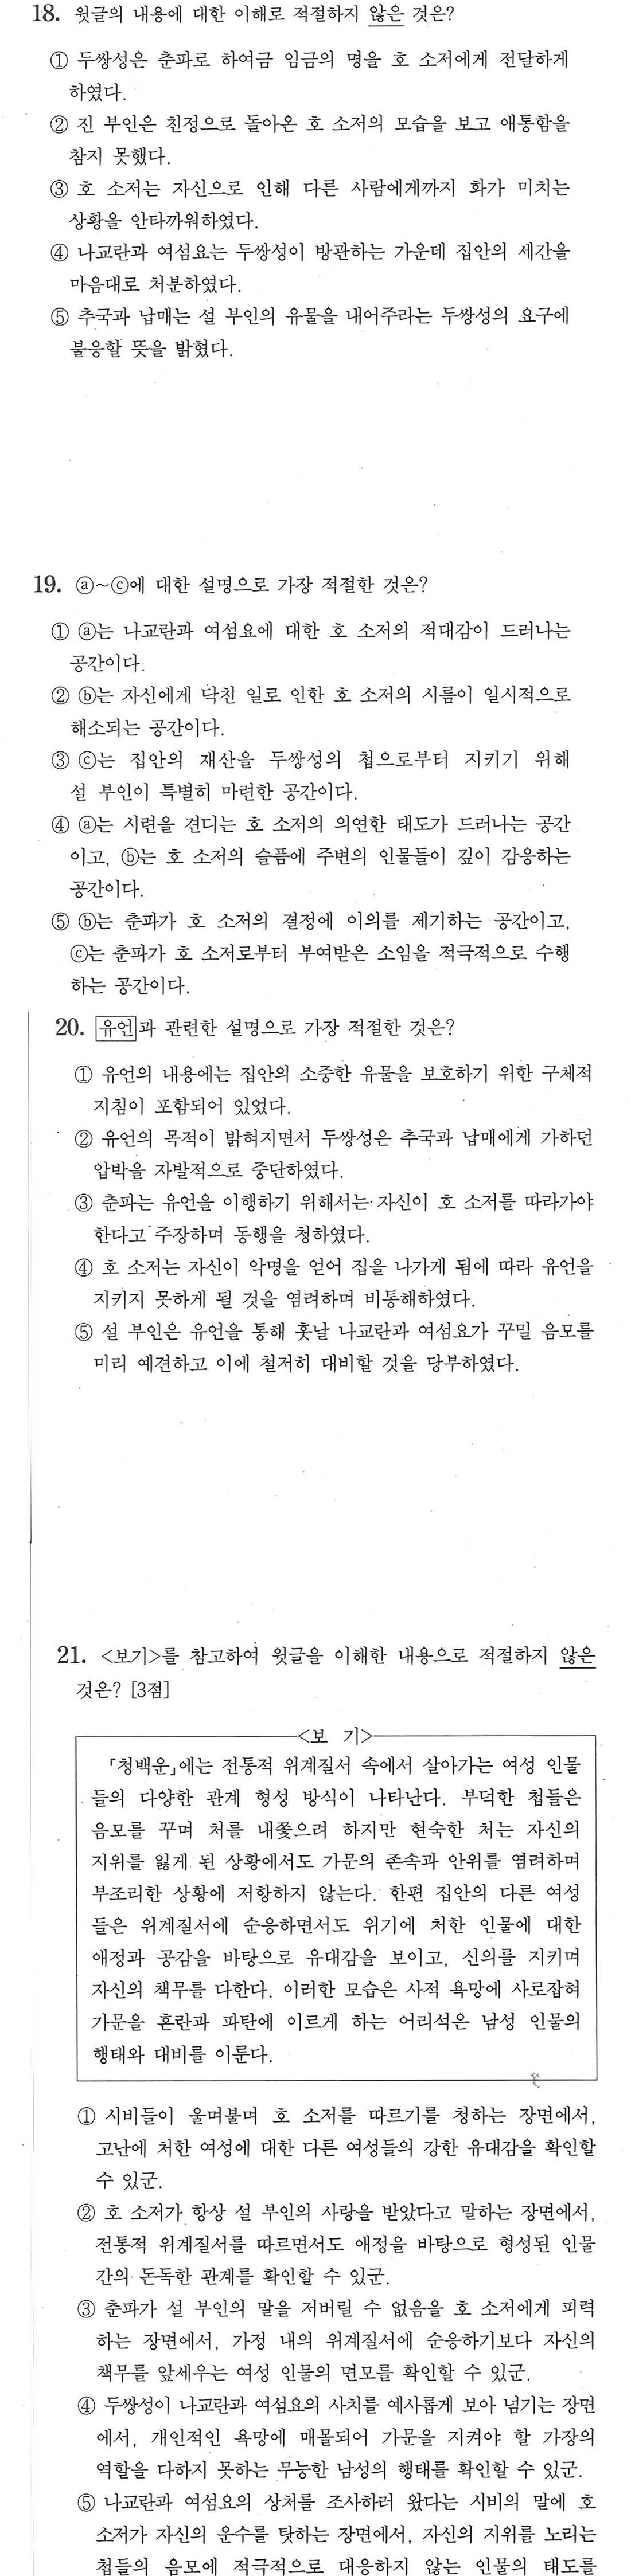 18. 윗글의 내용에 대한 이해로 적절하지 않은 것은?
① 두쌍성은 춘파로 하여금 임금의 명을 호 소저에게 전달하게
하였다.
② 진 부인은 친정으로 돌아온 호 소저의 모습을 보고 애통함을
참지 못했다.
③ 호 소저는 자신으로 인해 다른 사람에게까지 화가 미치는
상황을 안타까워하였다.
④ 나교란과 여섬요는 두쌍성이 방관하는 가운데 집안의 세간을
마음대로 처분하였다.
⑤ 추국과 납매는 설 부인의 유물을 내어주라는 두쌍성의 요구에
불응할 뜻을 밝혔다.
19. ⓐ~ⓒ에 대한 설명으로 가장 적절한 것은?
① ⓐ는 나교란과 여섬요에 대한 호 소저의 적대감이 드러나는
공간이다.
② ⓑ는 자신에게 닥친 일로 인한 호 소저의 시름이 일시적으로
해소되는 공간이다.
③ ⓒ는 집안의 재산을 두쌍성의 첩으로부터 지키기 위해
설 부인이 특별히 마련한 공간이다.
④ ⓐ는 시련을 견디는 호 소저의 의연한 태도가 드러나는 공간
이고, ⓑ는 호 소저의 슬픔에 주변의 인물들이 깊이 감응하는
공간이다.
⑤ ⓑ는 춘파가 호 소저의 결정에 이의를 제기하는 공간이고,
ⓒ는 춘파가 호 소저로부터 부여받은 소임을 적극적으로 수행
하는 공간이다.
20. 유언과 관련한 설명으로 가장 적절한 것은?
① 유언의 내용에는 집안의 소중한 유물을 보호하기 위한 구체적
지침이 포함되어 있었다.
② 유언의 목적이 밝혀지면서 두쌍성은 추국과 납매에게 가하던
압박을 자발적으로 중단하였다.
③ 춘파는 유언을 이행하기 위해서는 자신이 호 소저를 따라가야
한다고 주장하며 동행을 청하였다.
④ 호 소저는 자신이 악명을 얻어 집을 나가게 됨에 따라 유언을
지키지 못하게 될 것을 염려하며 비통해하였다.
⑤ 설 부인은 유언을 통해 훗날 나교란과 여섬요가 꾸밀 음모를
미리 예견하고 이에 철저히 대비할 것을 당부하였다.
21. <보기>를 참고하여 윗글을 이해한 내용으로 적절하지 않은
것은? [3점]
<보 기>
「청백운」에는 전통적 위계질서 속에서 살아가는 여성 인물
들의 다양한 관계 형성 방식이 나타난다. 부덕한 첩들은
음모를 꾸며 처를 내쫓으려 하지만 현숙한 처는 자신의
지위를 잃게 된 상황에서도 가문의 존속과 안위를 염려하며
부조리한 상황에 저항하지 않는다. 한편 집안의 다른 여성
들은 위계질서에 순응하면서도 위기에 처한 인물에 대한
애정과 공감을 바탕으로 유대감을 보이고, 신의를 지키며
자신의 책무를 다한다. 이러한 모습은 사적 욕망에 사로잡혀
가문을 혼란과 파탄에 이르게 하는 어리석은 남성 인물의
행태와 대비를 이룬다.
① 시비들이 울며불며 호 소저를 따르기를 청하는 장면에서,
고난에 처한 여성에 대한 다른 여성들의 강한 유대감을 확인할
수 있군.
② 호 소저가 항상 설 부인의 사랑을 받았다고 말하는 장면에서,
전통적 위계질서를 따르면서도 애정을 바탕으로 형성된 인물
간의 돈독한 관계를 확인할 수 있군.
③ 춘파가 설 부인의 말을 저버릴 수 없음을 호 소저에게 피력
하는 장면에서, 가정 내의 위계질서에 순응하기보다 자신의
책무를 앞세우는 여성 인물의 면모를 확인할 수 있군.
④ 두쌍성이 나교란과 여섬요의 사치를 예사롭게 보아 넘기는 장면
에서, 개인적인 욕망에 매몰되어 가문을 지켜야 할 가장의
역할을 다하지 못하는 무능한 남성의 행태를 확인할 수 있군.
⑤ 나교란과 여섬요의 상처를 조사하러 왔다는 시비의 말에 호
소저가 자신의 운수를 탓하는 장면에서, 자신의 지위를 노리는
첩들의 음모에 적극적으로 대응하지 않는 인물의 태도를